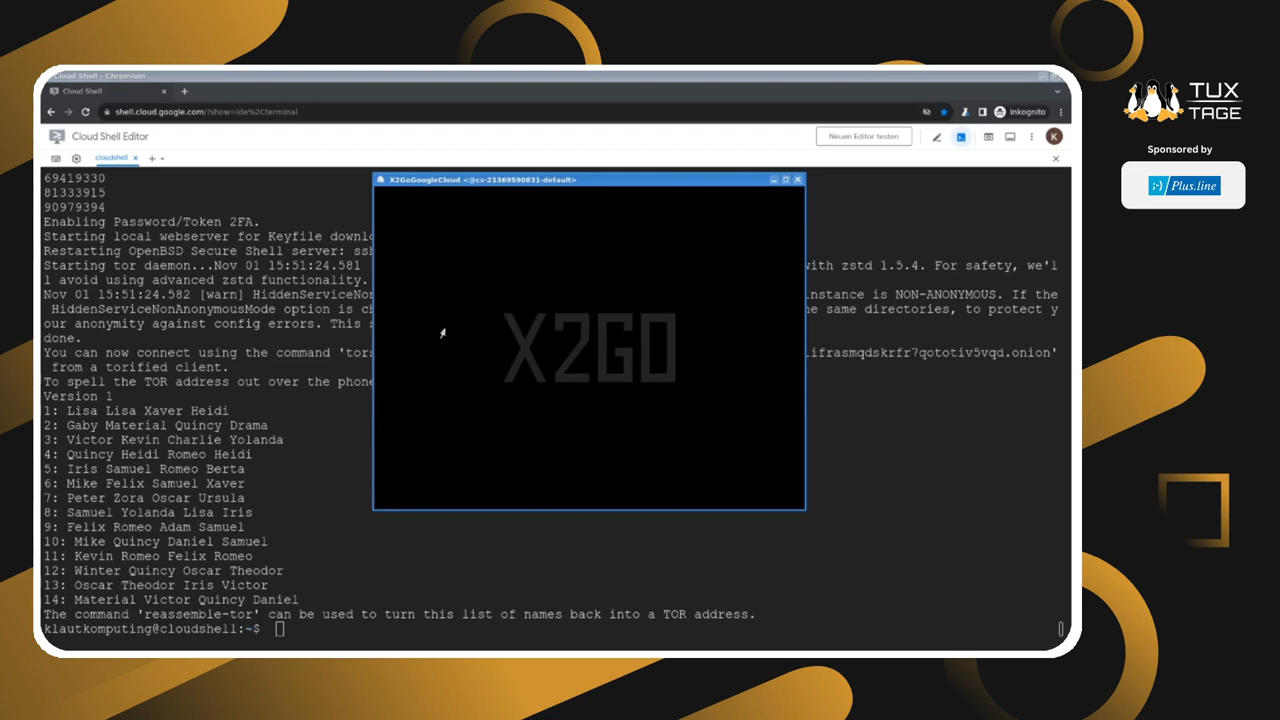 Cloud Shell - Chromium
Cloud Shell
shell.cloud.google.com/?show=ide%2Cterminal
Inkognito
Cloud Shell Editor
Neuen Editor testen
K
cloudshell
69419330
81333915
90979394
Enabling Password/Token 2FA.
Starting local webserver for Keyfile downl
Restarting OpenBSD Secure Shell server: ss
Starting tor daemon...Nov 01 15:51:24.581 with zstd 1.5.4. For safety, we'l
l avoid using advanced zstd functionality.
Nov 01 15:51:24.582 [warn] HiddenServiceNon instance is NON-ANONYMOUS. If the
HiddenServiceNonAnonymousMode option is ch he same directories, to protect y
our anonymity against config errors. This s
done.
You can now connect using the command 'tors ifrasmqdskrfr7qototiv5vqd.onion'
from a torified client.
To spell the TOR address out over the phone
Version 1
1: Lisa Lisa Xaver Heidi
2: Gaby Material Quincy Drama
3: Victor Kevin Charlie Yolanda
4: Quincy Heidi Romeo Heidi
5: Iris Samuel Romeo Berta
6: Mike Felix Samuel Xaver
7: Peter Zora Oscar Ursula
8: Samuel Yolanda Lisa Iris
9: Felix Romeo Adam Samuel
10: Mike Quincy Daniel Samuel
11: Kevin Romeo Felix Romeo
12: Winter Quincy Oscar Theodor
13: Oscar Theodor Iris Victor
14: Material Victor Quincy Daniel
The command 'reassemble-tor' can be used to turn this list of names back into a TOR address.
klautkomputing@cloudshell:~$
X2GoGoogleCloud <@cs-21369590831-default>
X2GO
TUX
TAGE
Sponsored by
:-) Plus.line